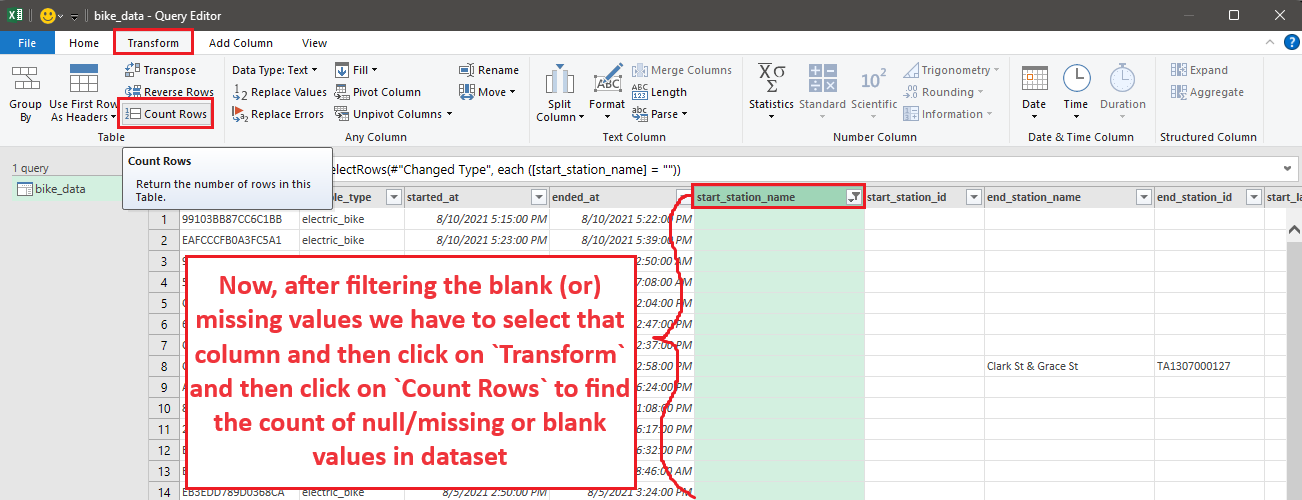 bike_data - Query Editor
File Home Transform Add Column View
Group By
Use First Row As Headers
Transpose
Reverse Rows
Count Rows
Table
Data Type: Text
Replace Values
Replace Errors
Fill
Pivot Column
Unpivot Columns
Rename
Move
Any Column
Split Column
Format
ABC 123
Merge Columns
Length
Parse
Text Column
Statistics
Standard
10² Scientific
Trigonometry
Rounding
Information
Number Column
Date
Time
Duration
Date & Time Column
Expand
Aggregate
Structured Column
Count Rows
Return the number of rows in this
Table.
1 query
bike_data
electRows(#"Changed Type", each ([start_station_name] = ""))
le_type started_at ended_at start_station_name start_station_id end_station_name end_station_id start_la
1 99103BB87CC6C1BB electric_bike 8/10/2021 5:15:00 PM 8/10/2021 5:22:00 PM
2 EAFCCCFB0A3FC5A1 electric_bike 8/10/2021 5:23:00 PM 8/10/2021 5:39:00 PM
3 2:50:00 AM
4 7:08:00 AM
5 2:04:00 PM
6 2:47:00 PM
7 2:37:00 PM
8 2:58:00 PM Clark St & Grace St TA1307000127
9 6:24:00 PM
10 1:08:00 PM
11 6:17:00 PM
12 6:32:00 PM
13 8:46:00 AM
14 EB3EDD789D0368CA electric_bike 8/5/2021 2:50:00 PM 8/5/2021 3:24:00 PM
Now, after filtering the blank (or)
missing values we have to select that
column and then click on `Transform`
and then click on `Count Rows` to find
the count of null/missing or blank
values in dataset